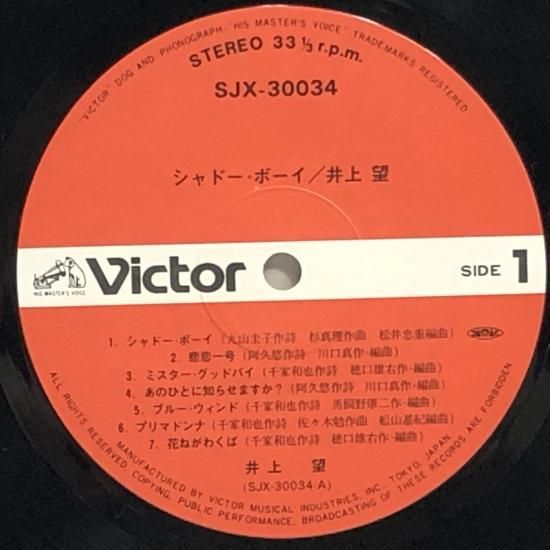 "VICTOR" DOG AND PHONOGRAPH "HIS MASTER'S VOICE" TRADEMARKS REGISTERED
STEREO 33 1/3 r.p.m.
SJX-30034
シャドー・ボーイ/井上 望
HIS MASTER'S VOICE
Victor
SIDE 1
1. シャドー・ボーイ(丸山圭子作詩 杉真理作曲 松井忠重編曲)
2. 悲恋一号(阿久悠作詩 川口真作・編曲)
3. ミスター・グッドバイ(千家和也作詩 穂口雄右作・編曲)
4. あのひとに知らせますか?(阿久悠作詩 川口真作・編曲)
5. ブルー・ウィンド(千家和也作詩 馬飼野康二作・編曲)
6. プリマドンナ(千家和也作詩 佐々木勉作曲 船山基紀編曲)
7. 花ねがわくば(千家和也作詩 穂口雄右作・編曲)
井上 望
(SJX-30034-A)
MANUFACTURED BY VICTOR MUSICAL INDUSTRIES, INC. TOKYO, JAPAN
ALL RIGHTS RESERVED. COPYING, PUBLIC PERFORMANCE, BROADCASTING OF THESE RECORDS ARE FORBIDDEN